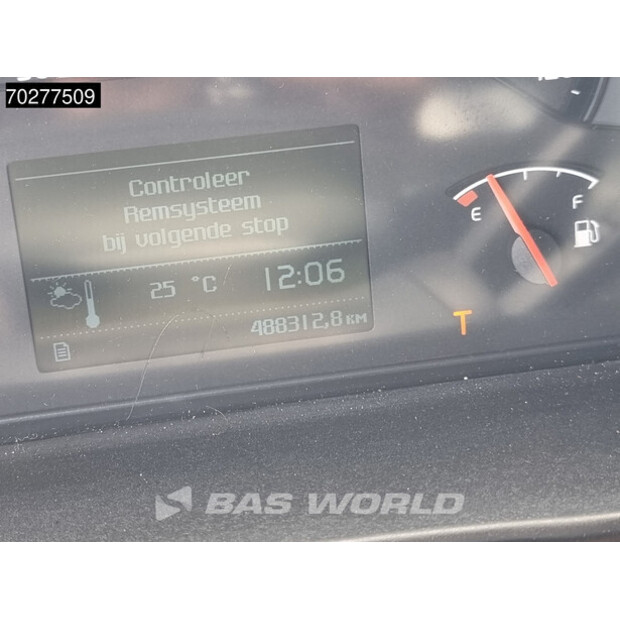 70277509
Controleer
Remsysteem
bij volgende stop
25 °C 12:06
488312,8 KM
E
F
T
BAS WORLD